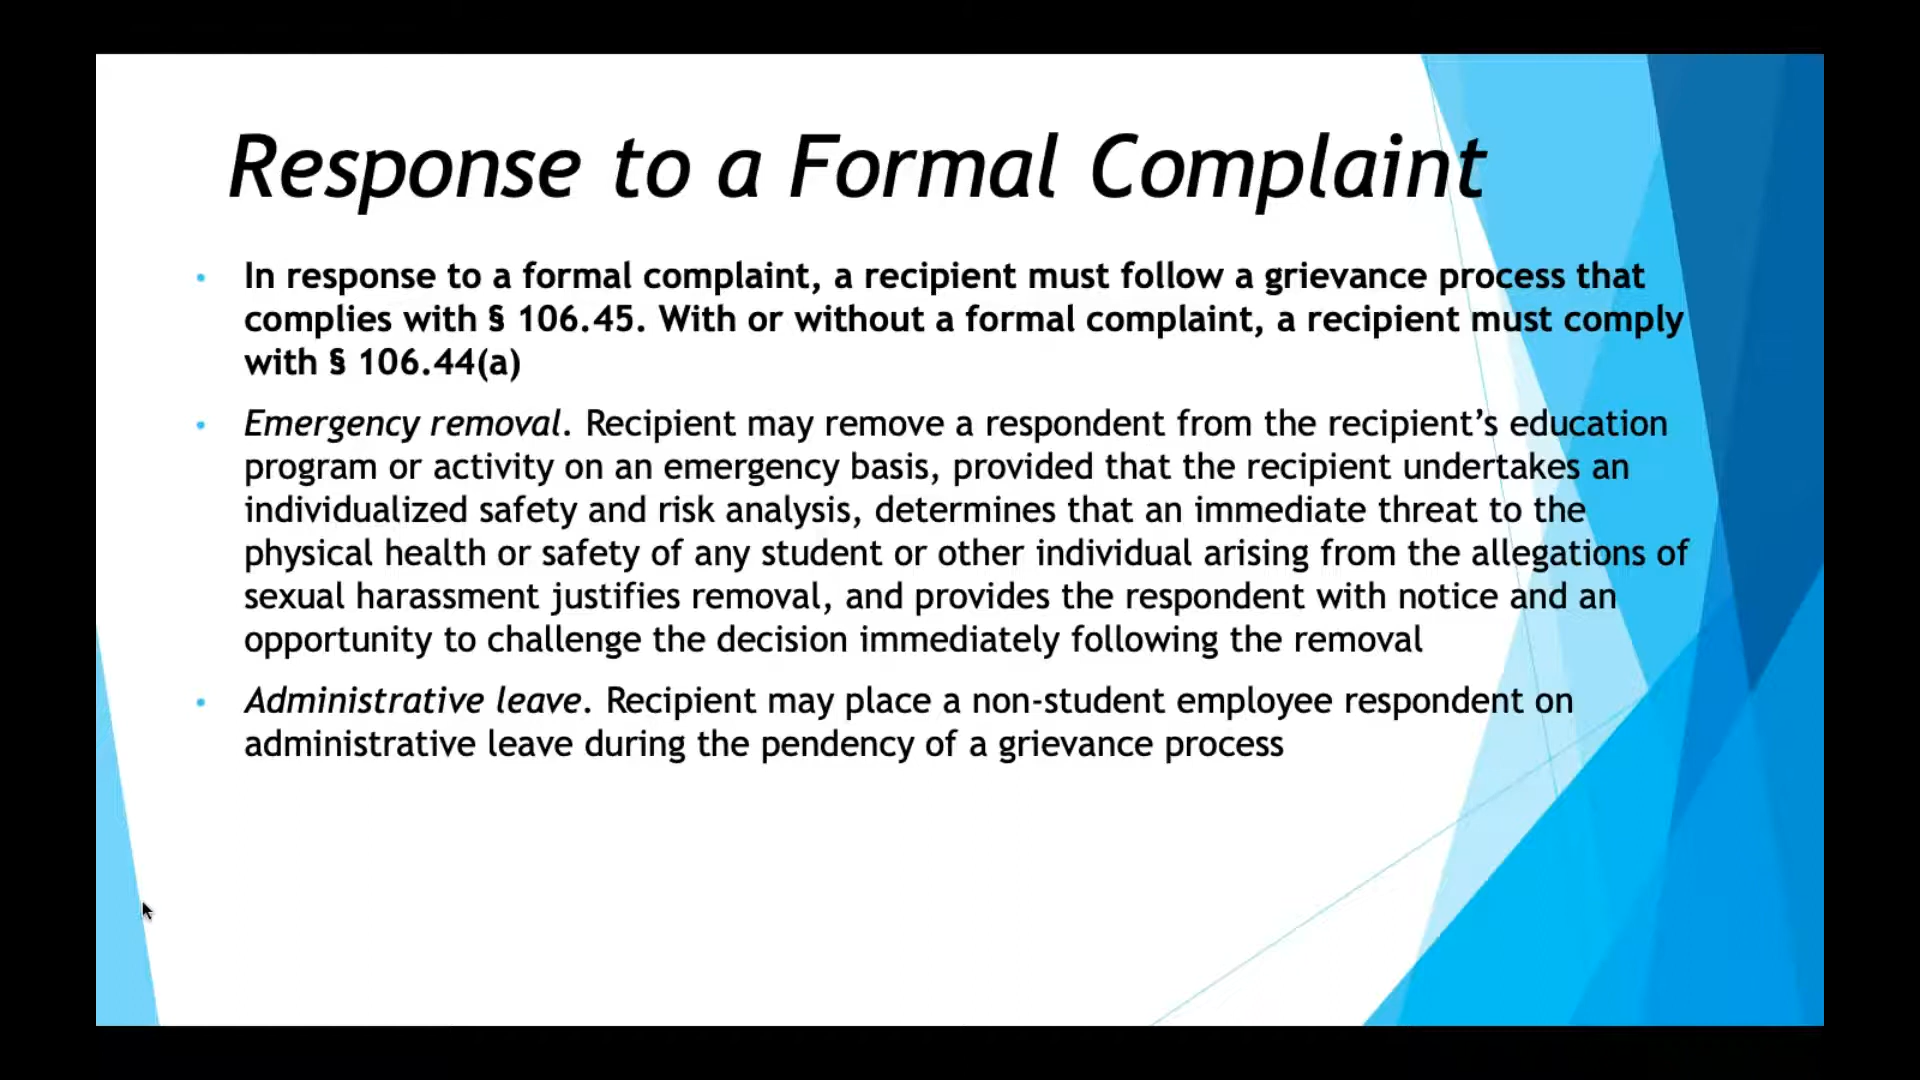 Response to a Formal Complaint
• In response to a formal complaint, a recipient must follow a grievance process that
complies with § 106.45. With or without a formal complaint, a recipient must comply
with § 106.44(a)
• Emergency removal. Recipient may remove a respondent from the recipient’s education
program or activity on an emergency basis, provided that the recipient undertakes an
individualized safety and risk analysis, determines that an immediate threat to the
physical health or safety of any student or other individual arising from the allegations of
sexual harassment justifies removal, and provides the respondent with notice and an
opportunity to challenge the decision immediately following the removal
• Administrative leave. Recipient may place a non-student employee respondent on
administrative leave during the pendency of a grievance process